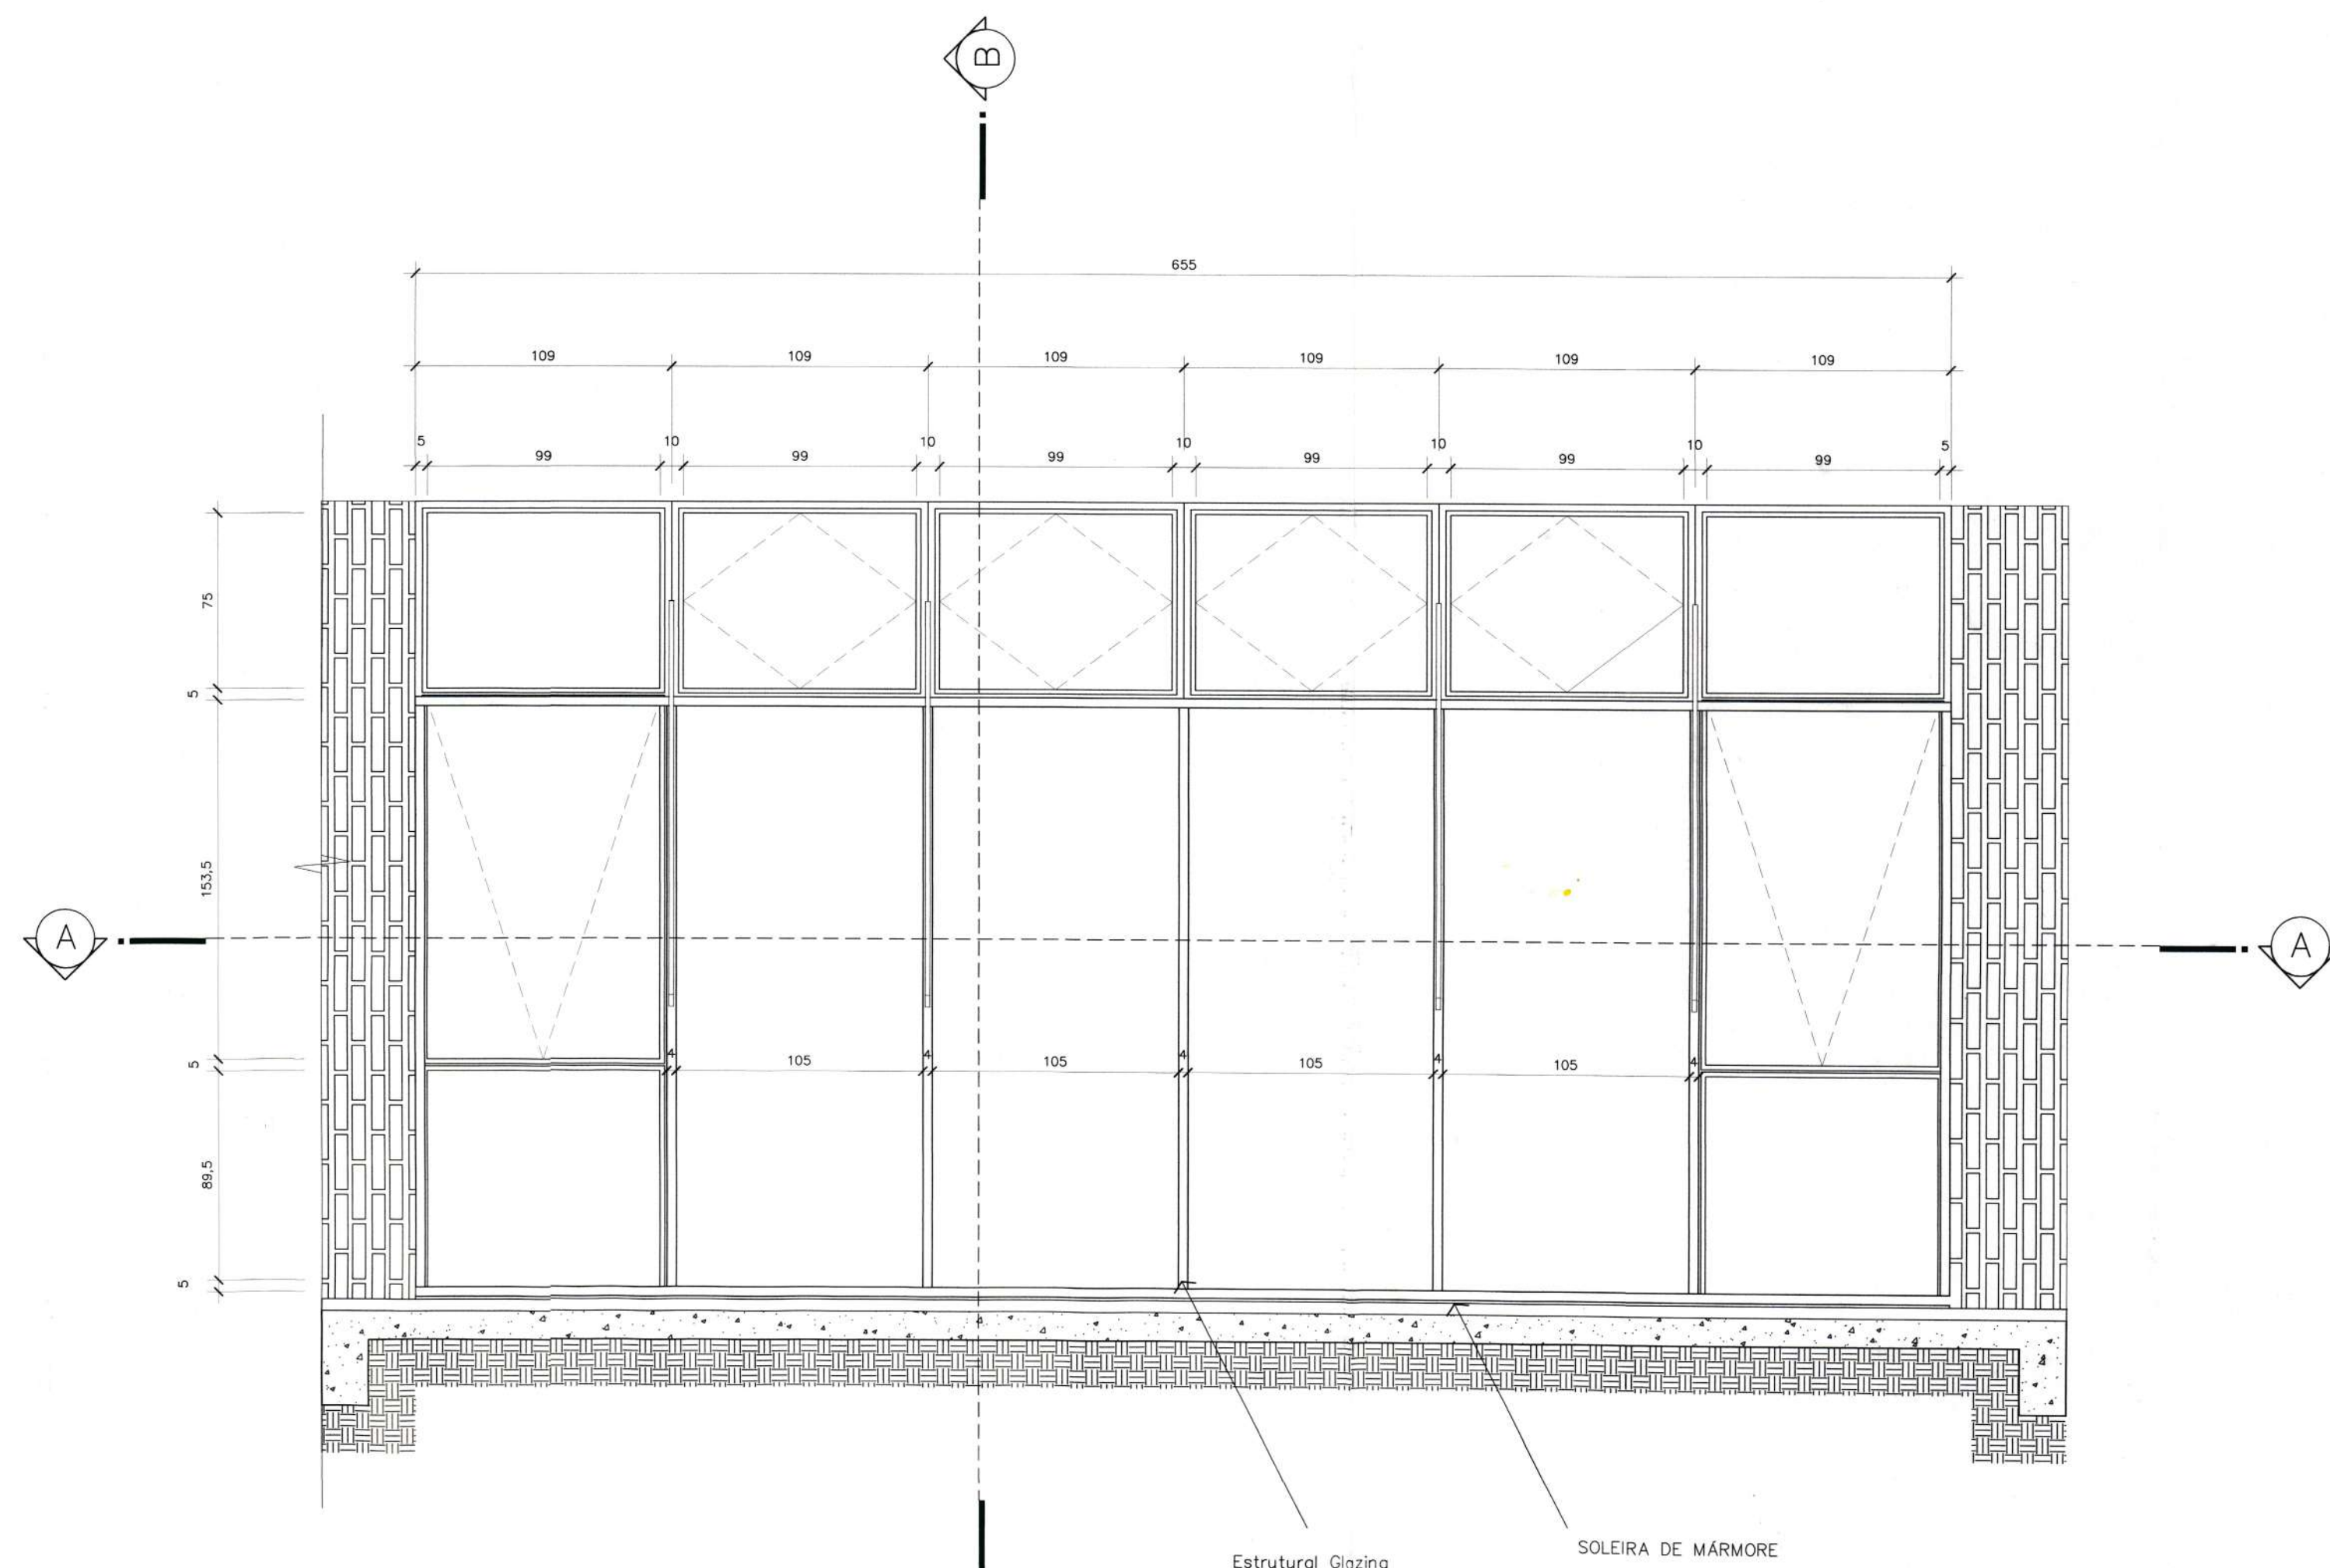 B
655
109 109 109 109 109 109
5 10 10 10 10 10 5
99 99 99 99 99 99
75
5
153,5
A A
5
4 105 4 105 4 105 4 105 4
89,5
5
Estrutural Glazing
SOLEIRA DE MÁRMORE